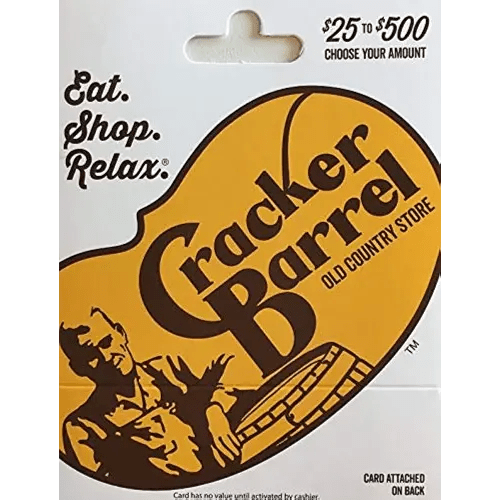 $25 TO $500
CHOOSE YOUR AMOUNT
Eat.
Shop.
Relax.®
Cracker
Barrel
OLD COUNTRY STORE
TM
CARD ATTACHED
ON BACK
Card has no value until activated by cashier.